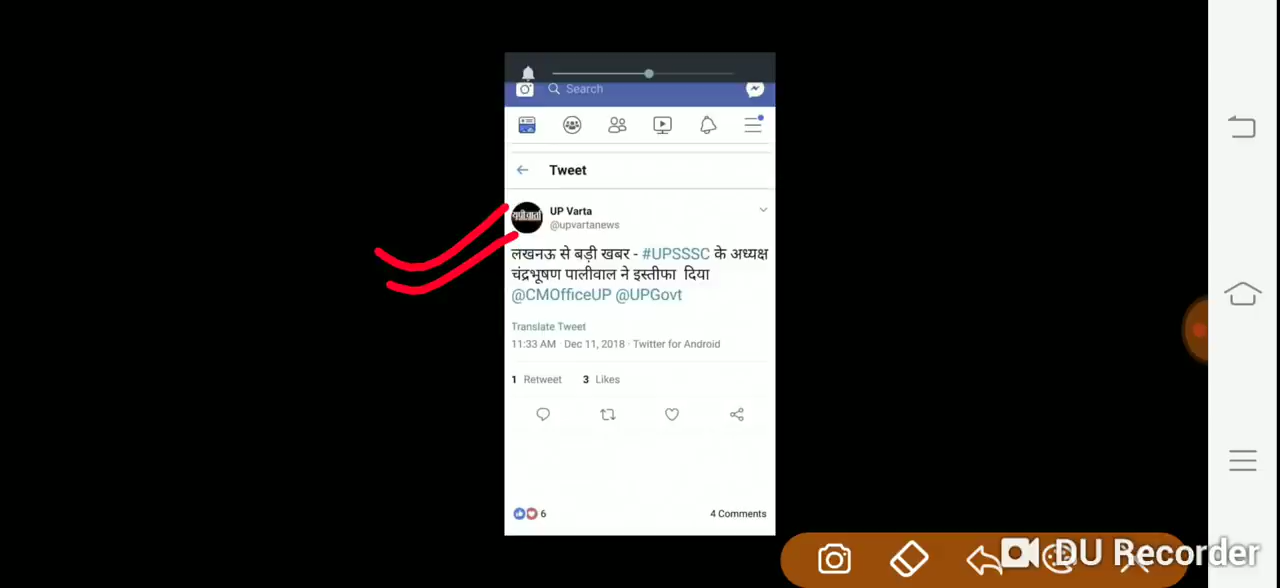 Search
Tweet
यूपीवार्ता
UP Varta
@upvartanews
लखनऊ से बड़ी खबर - #UPSSSC के अध्यक्ष
चंद्रभूषण पालीवाल ने इस्तीफा दिया
@CMOfficeUP @UPGovt
Translate Tweet
11:33 AM · Dec 11, 2018 · Twitter for Android
1 Retweet 3 Likes
6 4 Comments
DU Recorder